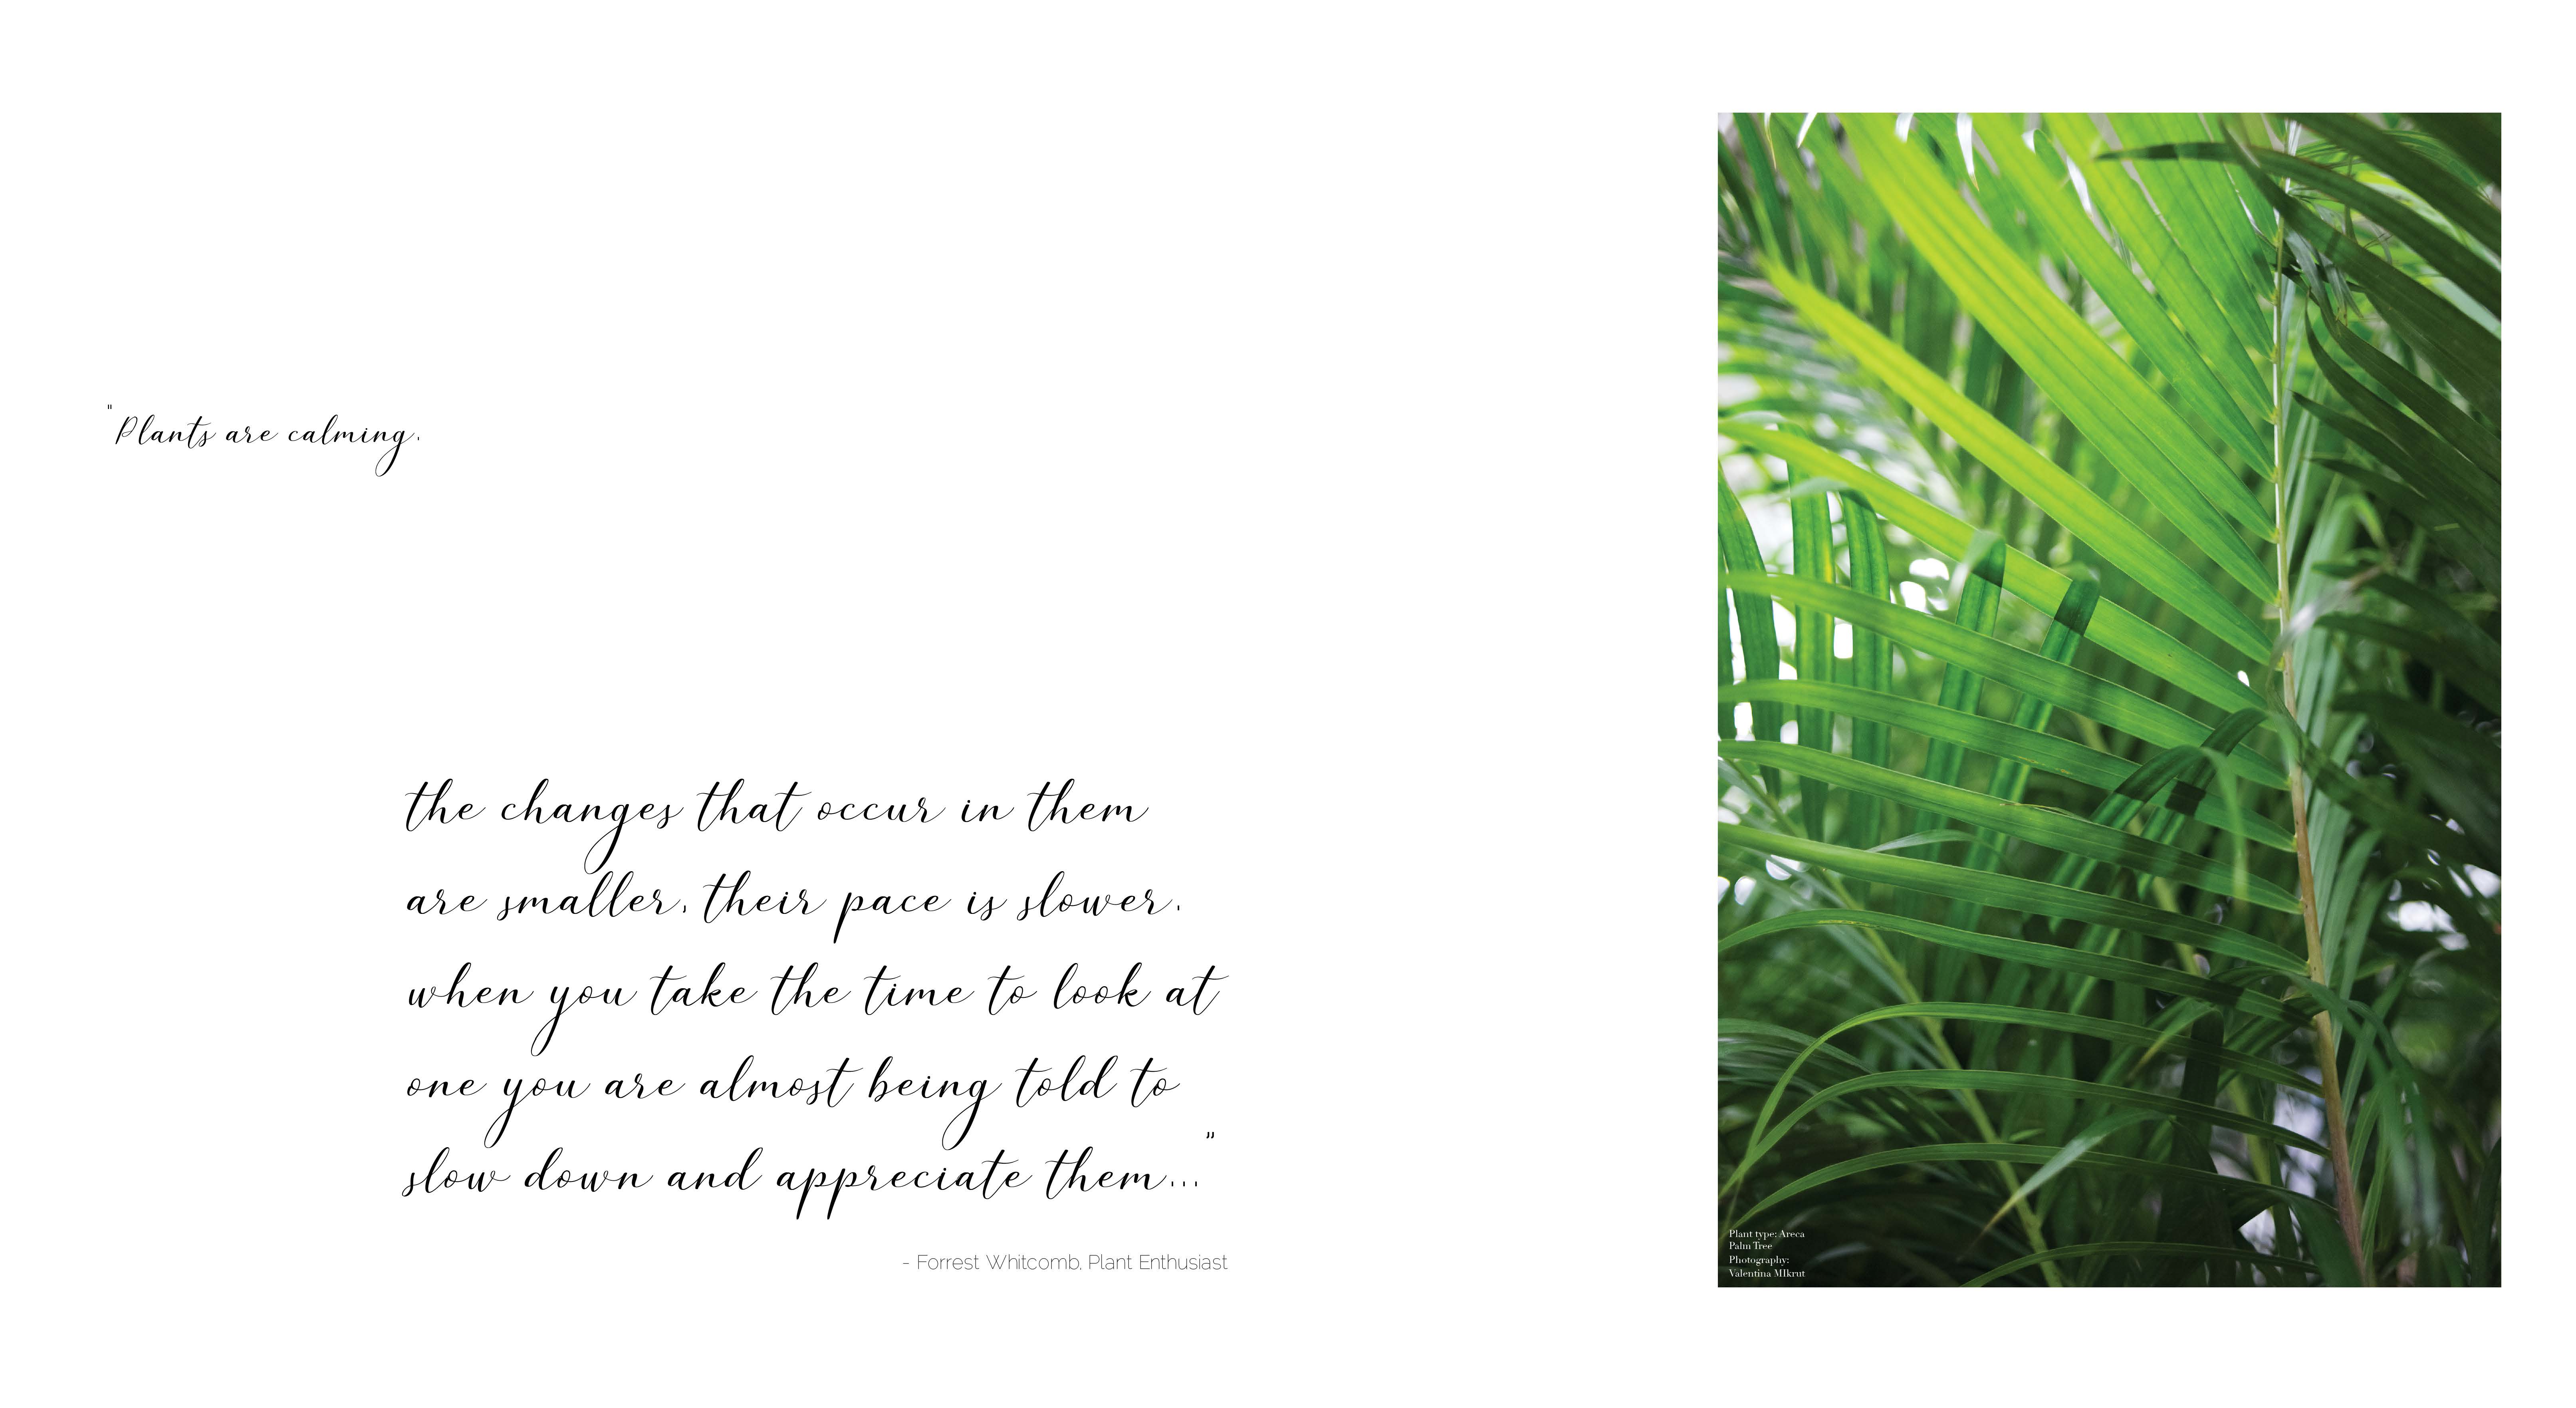 "Plants are calming.
the changes that occur in them
are smaller, their pace is slower.
when you take the time to look at
one you are almost being told to
slow down and appreciate them..."
- Forrest Whitcomb, Plant Enthusiast
Plant type: Areca
Palm Tree
Photography:
Valentina MIkrut